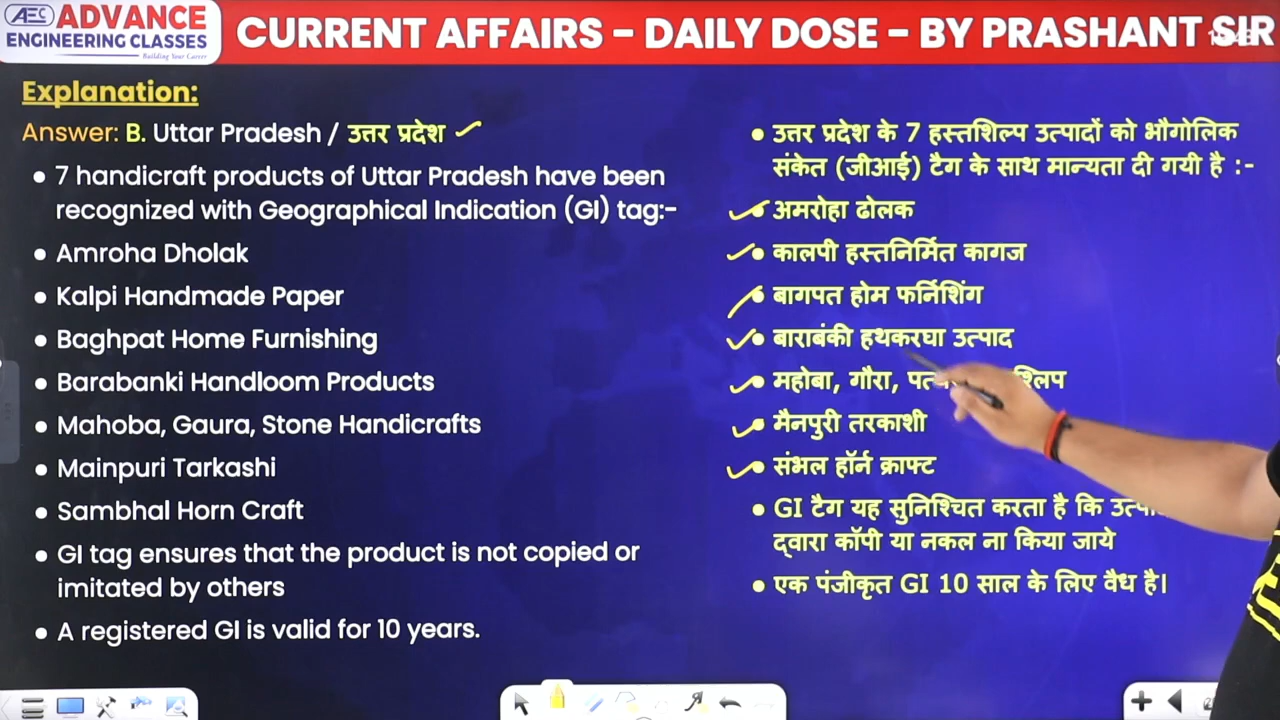 AEC ADVANCE
ENGINEERING CLASSES
Building Your Career
CURRENT AFFAIRS – DAILY DOSE – BY PRASHANT SIR
Explanation:
Answer: B. Uttar Pradesh / उत्तर प्रदेश
• 7 handicraft products of Uttar Pradesh have been
recognized with Geographical Indication (GI) tag:-
• Amroha Dholak
• Kalpi Handmade Paper
• Baghpat Home Furnishing
• Barabanki Handloom Products
• Mahoba, Gaura, Stone Handicrafts
• Mainpuri Tarkashi
• Sambhal Horn Craft
• GI tag ensures that the product is not copied or
imitated by others
• A registered GI is valid for 10 years.
• उत्तर प्रदेश के 7 हस्तशिल्प उत्पादों को भौगोलिक
संकेत (जीआई) टैग के साथ मान्यता दी गयी है :-
• अमरोहा ढोलक
• कालपी हस्तनिर्मित कागज
• बागपत होम फर्निशिंग
• बाराबंकी हथकरघा उत्पाद
• महोबा, गौरा,
• मैनपुरी तरकाशी
• संभल हॉर्न क्राफ्ट
• GI टैग यह सुनिश्चित करता है कि
द्वारा कॉपी या नकल ना किया जाये
• एक पंजीकृत GI 10 साल के लिए वैध है।